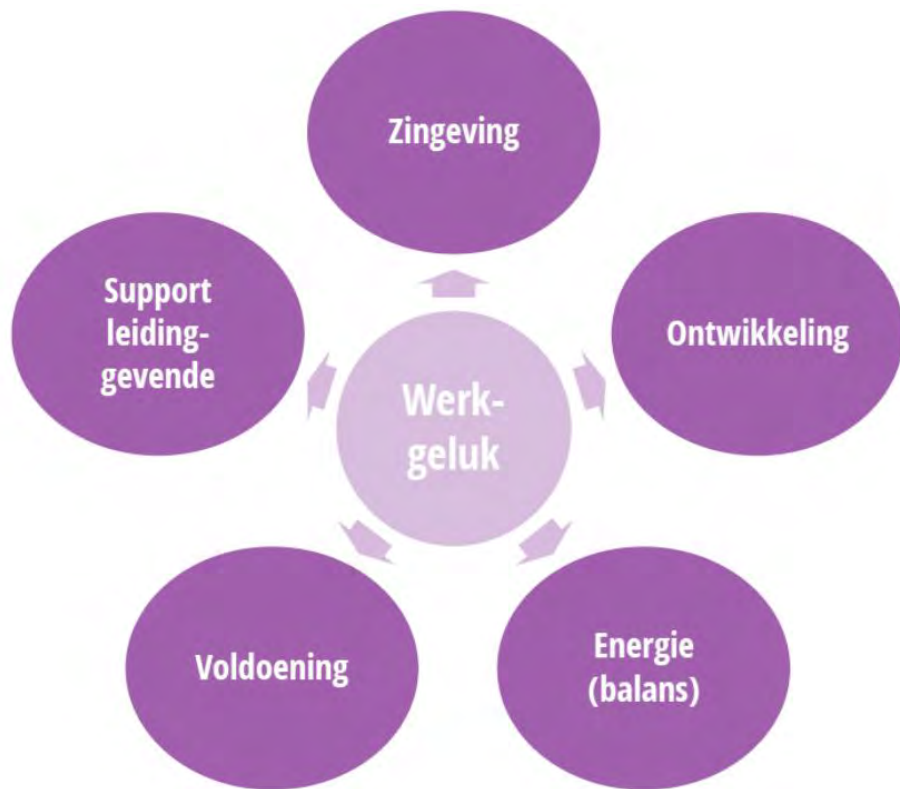 Zingeving
Support
leiding-
gevende
Ontwikkeling
Werk-
geluk
Voldoening
Energie
(balans)